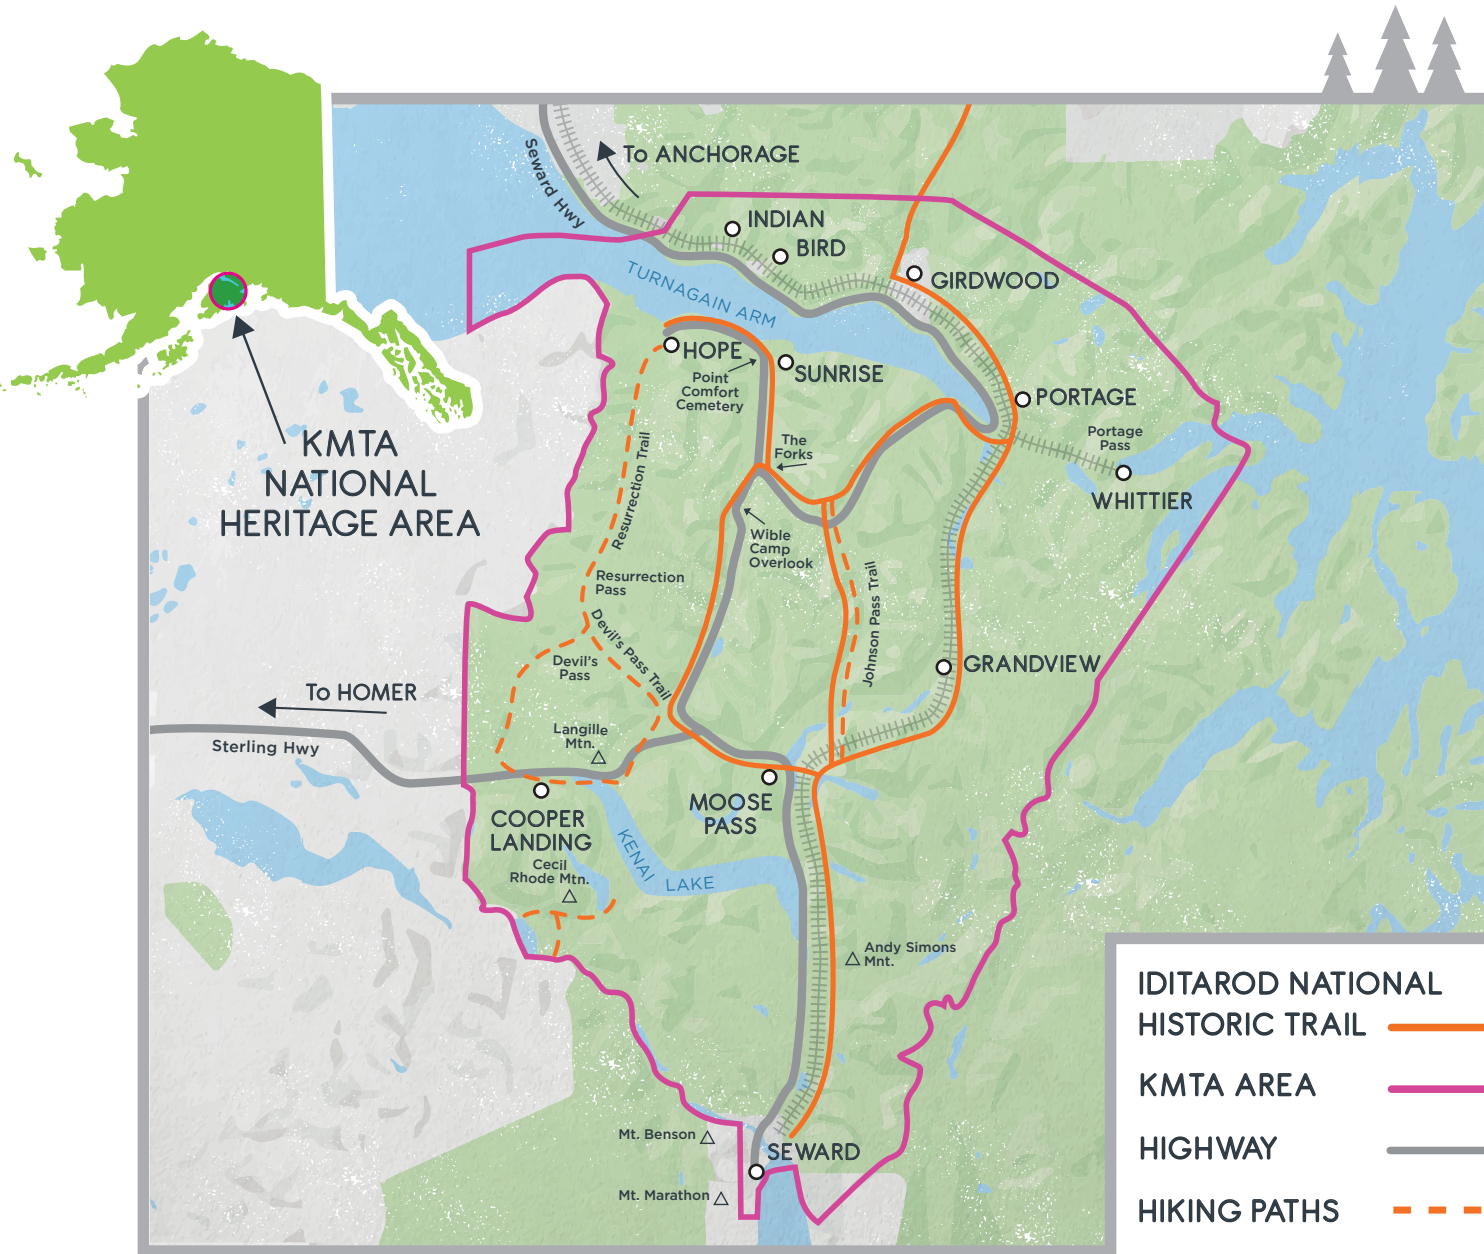 To ANCHORAGE
Seward Hwy
INDIAN
BIRD
TURNAGAIN ARM
GIRDWOOD
HOPE
SUNRISE
Point
Comfort
Cemetery
PORTAGE
Portage
Pass
WHITTIER
The
Forks
KMTA
NATIONAL
HERITAGE AREA
Resurrection Trail
Wible
Camp
Overlook
Resurrection
Pass
Johnson Pass Trail
Devil's Pass Trail
Devil's
Pass
GRANDVIEW
To HOMER
Sterling Hwy
Langille
Mtn.
MOOSE
PASS
COOPER
LANDING
KENAI LAKE
Cecil
Rhode Mtn.
Andy Simons
Mnt.
Mt. Benson
SEWARD
Mt. Marathon
IDITAROD NATIONAL
HISTORIC TRAIL
KMTA AREA
HIGHWAY
HIKING PATHS